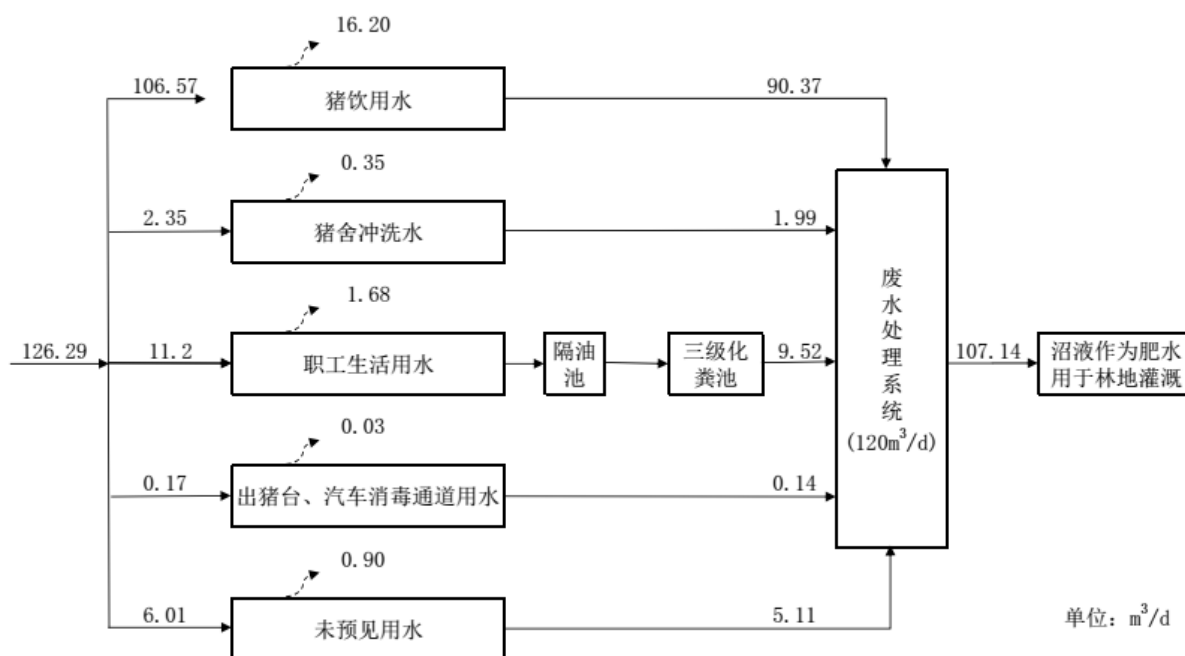 16.20
106.57
猪饮用水
90.37
0.35
2.35
猪舍冲洗水
1.99
1.68
126.29
11.2
职工生活用水
隔油
池
三级化
粪池
9.52
废
水
处
理
系
统
(120m³/d)
107.14
沼液作为肥水
用于林地灌溉
0.03
0.17
出猪台、汽车消毒通道用水
0.14
0.90
6.01
未预见用水
5.11
单位：m³/d